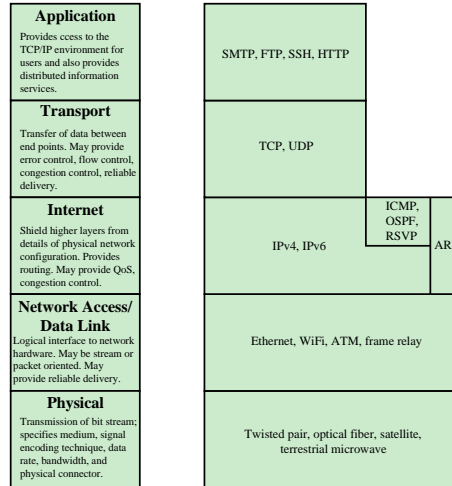 Application
Provides ccess to the
TCP/IP environment for
users and also provides
distributed information
services.
SMTP, FTP, SSH, HTTP
Transport
Transfer of data between
end points. May provide
error control, flow control,
congestion control, reliable
delivery.
TCP, UDP
Internet
Shield higher layers from
details of physical network
configuration. Provides
routing. May provide QoS,
congestion control.
IPv4, IPv6
ICMP,
OSPF,
RSVP
AR
Network Access/
Data Link
Logical interface to network
hardware. May be stream or
packet oriented. May
provide reliable delivery.
Ethernet, WiFi, ATM, frame relay
Physical
Transmission of bit stream;
specifies medium, signal
encoding technique, data
rate, bandwidth, and
physical connector.
Twisted pair, optical fiber, satellite,
terrestrial microwave